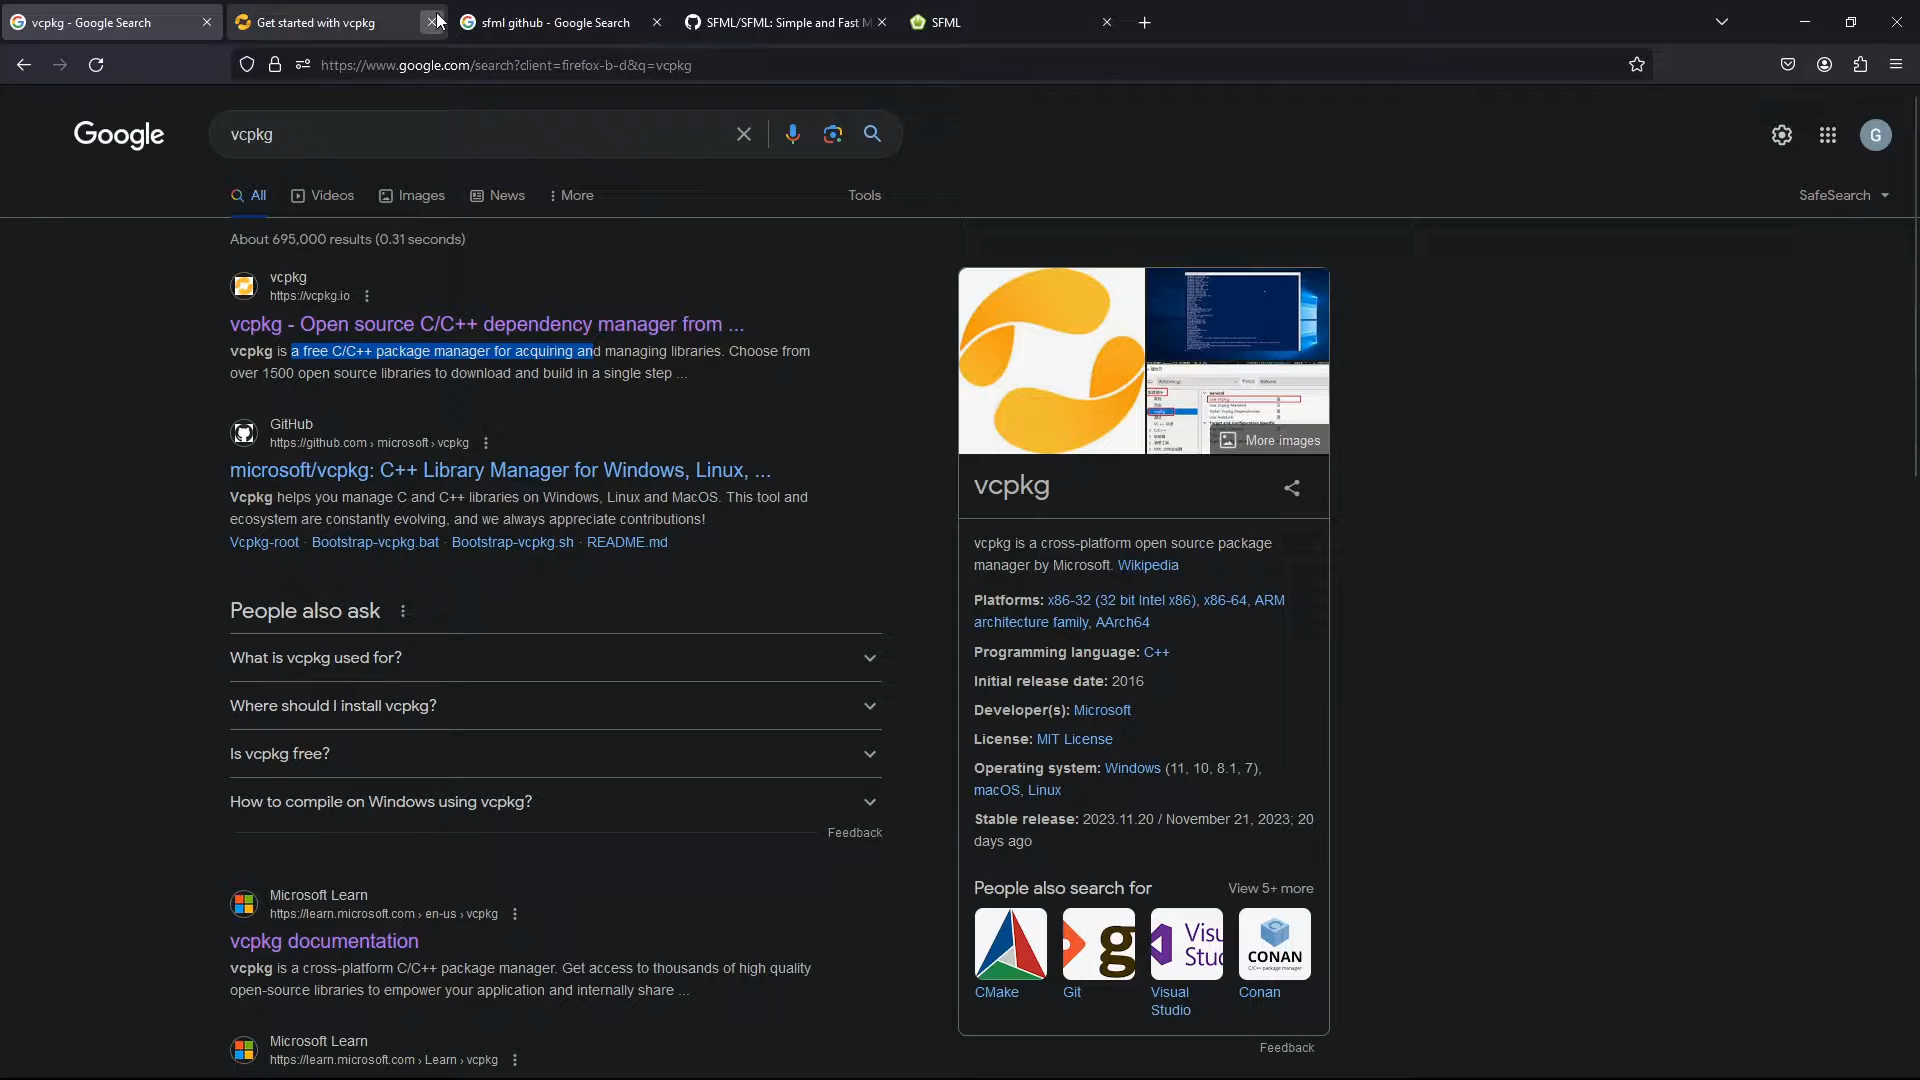 vcpkg - Google Search
Get started with vcpkg
sfml github - Google Search
SFML/SFML: Simple and Fast M
SFML
https://www.google.com/search?client=firefox-b-d&q=vcpkg
Google
vcpkg
G
All
Videos
Images
News
More
Tools
SafeSearch
About 695,000 results (0.31 seconds)
vcpkg
https://vcpkg.io
vcpkg - Open source C/C++ dependency manager from ...
vcpkg is a free C/C++ package manager for acquiring and managing libraries. Choose from
over 1500 open source libraries to download and build in a single step ...
GitHub
https://github.com › microsoft › vcpkg
microsoft/vcpkg: C++ Library Manager for Windows, Linux, ...
Vcpkg helps you manage C and C++ libraries on Windows, Linux and MacOS. This tool and
ecosystem are constantly evolving, and we always appreciate contributions!
Vcpkg-root · Bootstrap-vcpkg.bat · Bootstrap-vcpkg.sh · README.md
People also ask
What is vcpkg used for?
Where should I install vcpkg?
Is vcpkg free?
How to compile on Windows using vcpkg?
Feedback
Microsoft Learn
https://learn.microsoft.com › en-us › vcpkg
vcpkg documentation
vcpkg is a cross-platform C/C++ package manager. Get access to thousands of high quality
open-source libraries to empower your application and internally share ...
Microsoft Learn
https://learn.microsoft.com › Learn › vcpkg
More images
vcpkg
vcpkg is a cross-platform open source package
manager by Microsoft. Wikipedia
Platforms: x86-32 (32 bit Intel x86), x86-64, ARM
architecture family, AArch64
Programming language: C++
Initial release date: 2016
Developer(s): Microsoft
License: MIT License
Operating system: Windows (11, 10, 8.1, 7),
macOS, Linux
Stable release: 2023.11.20 / November 21, 2023; 20
days ago
People also search for
View 5+ more
g
Visu
Stud
CONAN
C/C++ package manager
CMake
Git
Visual
Studio
Conan
Feedback